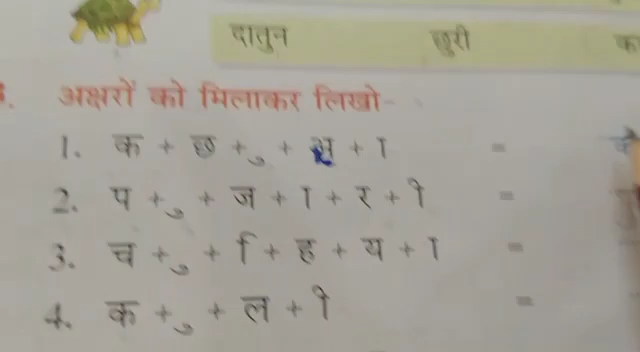 दातुन छुरी
अक्षरों को मिलाकर लिखो-
1. क + छ + ु + + ा =
2. प + ु + ज + ा + र + ी =
3. च + ु + ि + ह + य + ा =
4. क + ु + ल + ी =